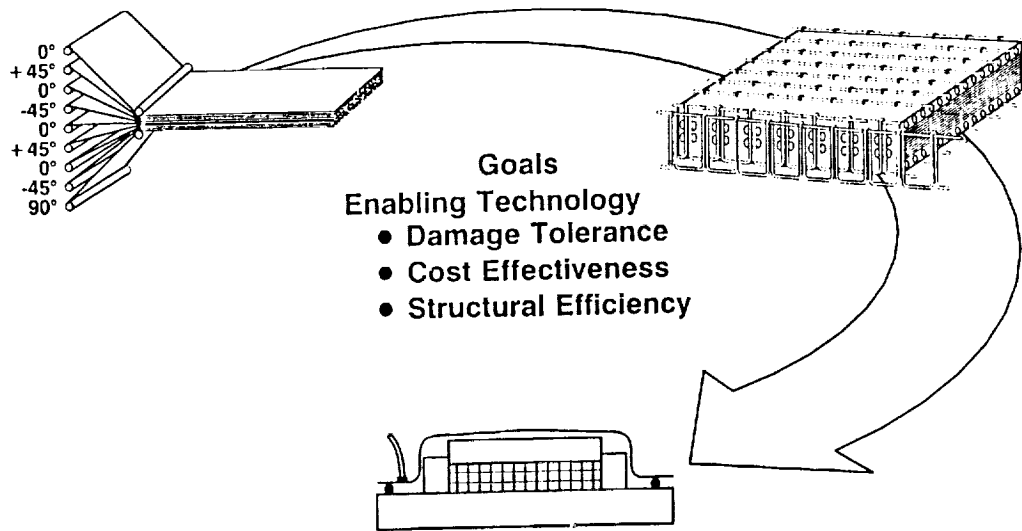 0°
+ 45°
0°
-45°
0°
+ 45°
0°
-45°
90°
Goals
Enabling Technology
● Damage Tolerance
● Cost Effectiveness
● Structural Efficiency